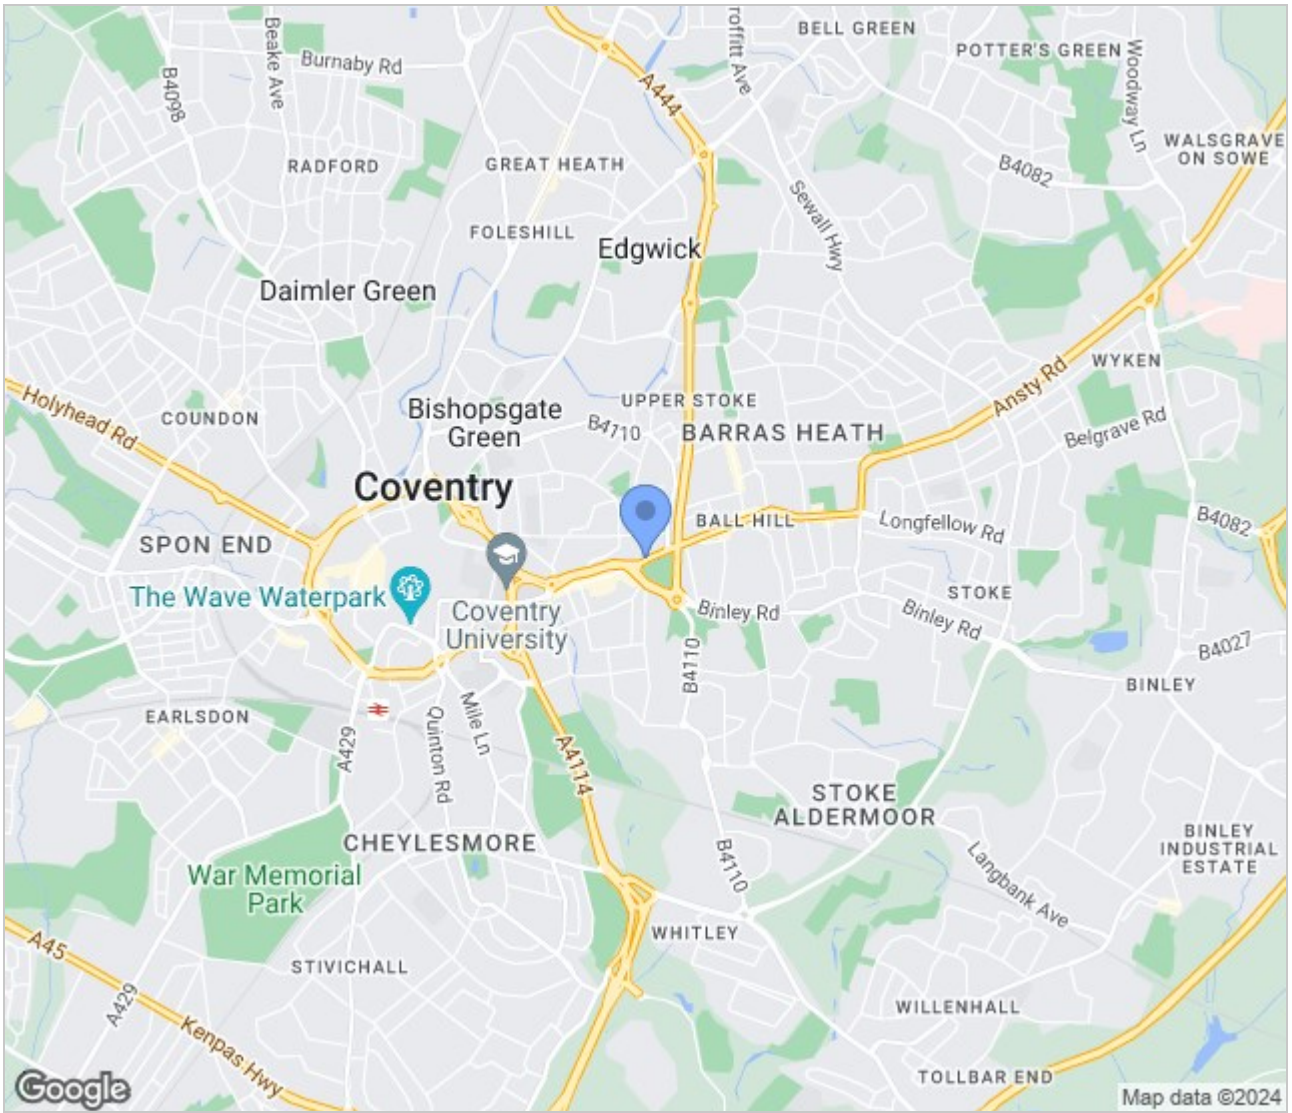 BELL GREEN
POTTER'S GREEN
Burnaby Rd
Beake Ave
B4098
A444
roffitt Ave
Woodway Ln
WALSGRAVE
ON SOWE
RADFORD
GREAT HEATH
B4082
Sewall Hwy
FOLESHILL
Edgwick
Daimler Green
WYKEN
Ansty Rd
Holyhead Rd
COUNDON
Bishopsgate
Green
UPPER STOKE
B4710
BARRAS HEATH
Belgrave Rd
Coventry
BALL HILL
Longfellow Rd
B4082
SPON END
The Wave Waterpark
Coventry
University
STOKE
Binley Rd
Binley Rd
B4110
B4027
BINLEY
EARLSDON
A429
Quinton Rd
Mile Ln
A4114
STOKE
ALDERMOOR
CHEYLESMORE
B4110
BINLEY
INDUSTRIAL
ESTATE
War Memorial
Park
Langbank Ave
A45
WHITLEY
STIVICHALL
A429
Kenpas Hwy
WILLENHALL
TOLLBAR END
Google
Map data ©2024